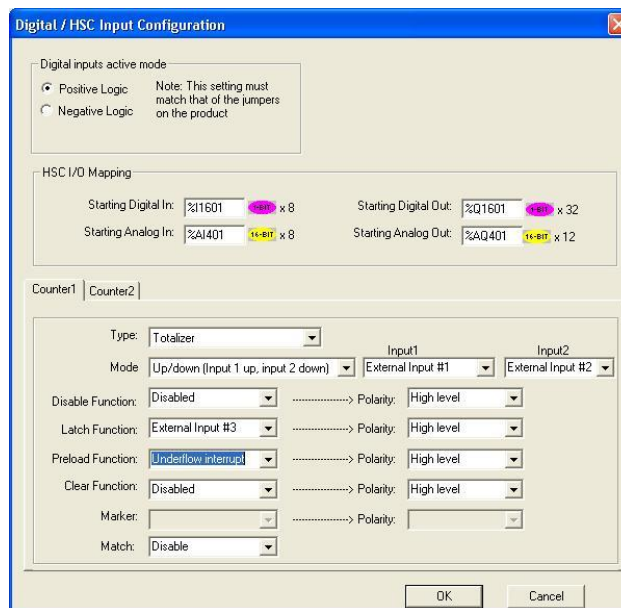 Digital / HSC Input Configuration
Digital inputs active mode
Positive Logic
Negative Logic
Note: This setting must
match that of the jumpers
on the product
HSC I/O Mapping
Starting Digital In: %I1601 1-BIT x 8 Starting Digital Out: %Q1601 1-BIT x 32
Starting Analog In: %AI401 16-BIT x 8 Starting Analog Out: %AQ401 16-BIT x 12
Counter1 Counter2
Type: Totalizer
Input1 Input2
Mode Up/down (Input 1 up, input 2 down) External Input #1 External Input #2
Disable Function: Disabled ----------------> Polarity: High level
Latch Function: External Input #3 ----------------> Polarity: High level
Preload Function: Underflow interrupt ----------------> Polarity: High level
Clear Function: Disabled ----------------> Polarity: High level
Marker: ----------------> Polarity:
Match: Disable
OK Cancel